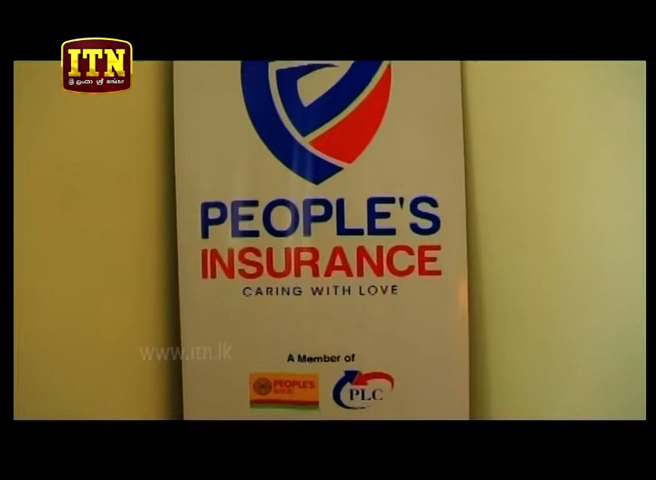 ITN
PEOPLE'S
INSURANCE
CARING WITH LOVE
www.itn.lk
A Member of
PEOPLE'S
PLC